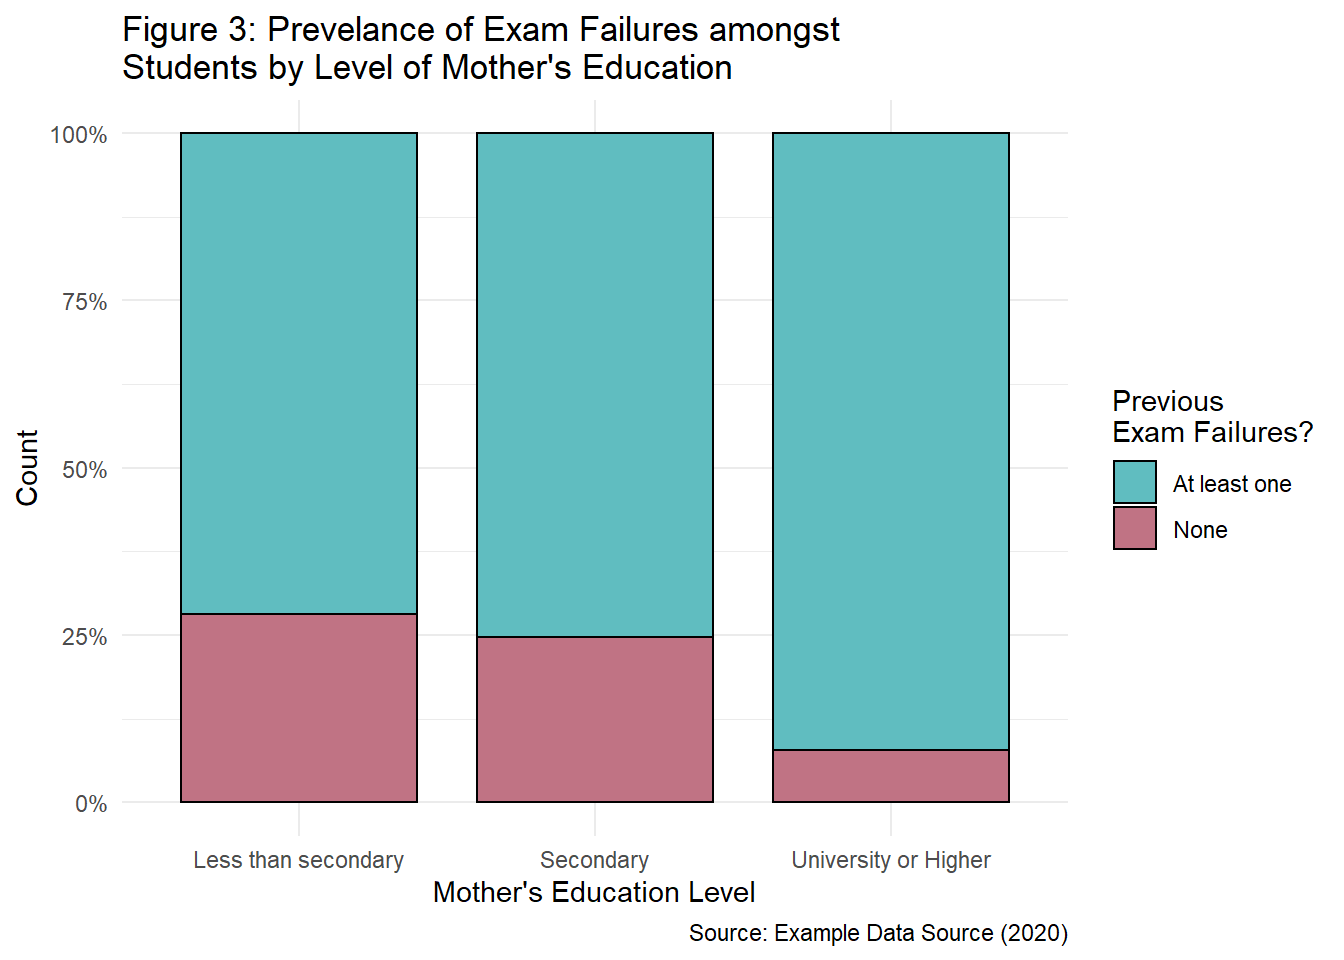 Figure 3: Prevelance of Exam Failures amongst
Students by Level of Mother's Education
100%
75%
50%
25%
0%
Count
Less than secondary
Secondary
University or Higher
Mother's Education Level
Previous
Exam Failures?
At least one
None
Source: Example Data Source (2020)